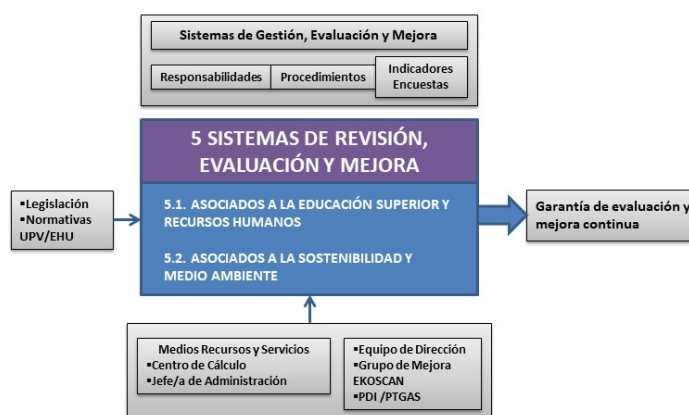 Sistemas de Gestión, Evaluación y Mejora
Responsabilidades
Procedimientos
Indicadores
Encuestas
5 SISTEMAS DE REVISIÓN,
EVALUACIÓN Y MEJORA
5.1. ASOCIADOS A LA EDUCACIÓN SUPERIOR Y
RECURSOS HUMANOS
5.2. ASOCIADOS A LA SOSTENIBILIDAD Y
MEDIO AMBIENTE
▪Legislación
▪Normativas
UPV/EHU
Garantía de evaluación y
mejora continua
Medios Recursos y Servicios
▪Centro de Cálculo
▪Jefe/a de Administración
▪Equipo de Dirección
▪Grupo de Mejora
EKOSCAN
▪PDI /PTGAS